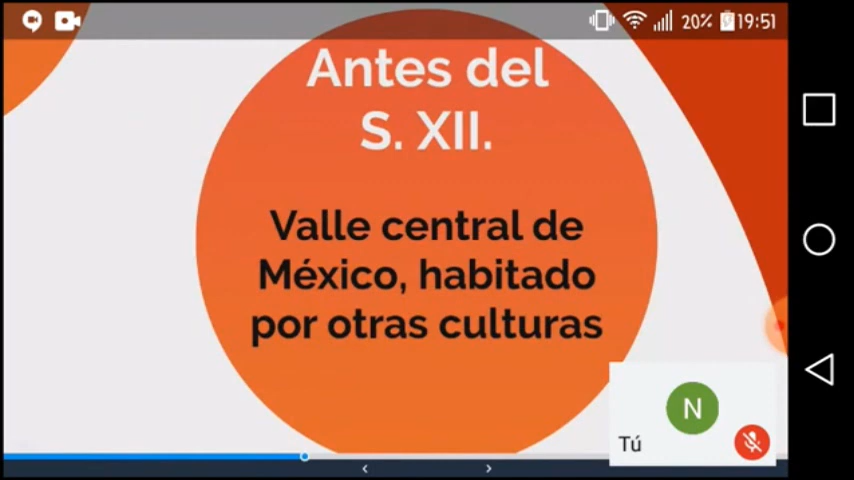 20% 19:51
Antes del
S. XII.
Valle central de
México, habitado
por otras culturas
N
Tú